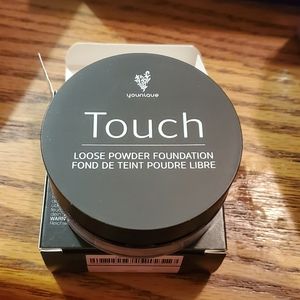 younique
Touch
LOOSE POWDER FOUNDATION
FOND DE TEINT POUDRE LIBRE